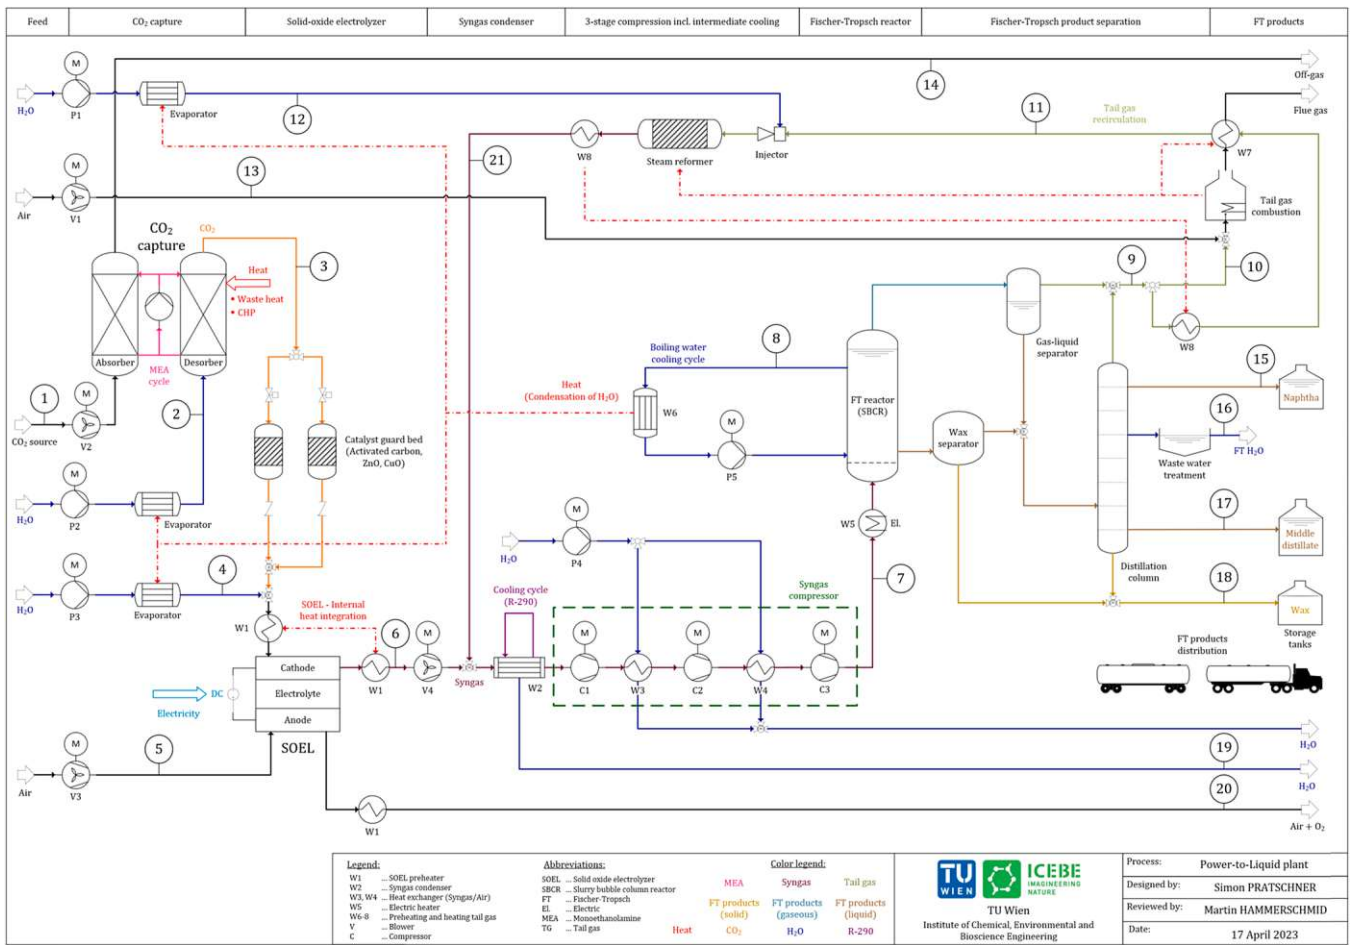 Feed
CO₂ capture
Solid-oxide electrolyzer
Syngas condenser
3-stage compression incl. intermediate cooling
Fischer-Tropsch reactor
Fischer-Tropsch product separation
FT products
M
H₂O
P1
Evaporator
12
14
Off-gas
Flue gas
11
Tail gas
recirculation
W8
Steam reformer
Injector
W7
21
M
Air
V1
13
Tail gas
combustion
CO₂
capture
CO₂
3
Heat
• Waste heat
• CHP
9
10
Absorber
Desorber
MEA
cycle
Gas-liquid
separator
W8
Boiling water
cooling cycle
8
15
Naphtha
1
CO₂ source
M
V2
2
Heat
(Condensation of H₂O)
W6
FT reactor
(SBCR)
M
P5
Wax
separator
16
FT H₂O
Waste water
treatment
Catalyst guard bed
(Activated carbon,
ZnO, CuO)
M
H₂O
P2
Evaporator
M
H₂O
P4
W5
El.
17
Middle
distillate
M
H₂O
P3
Evaporator
4
7
Distillation
column
18
Wax
Storage
tanks
SOEL - Internal
heat integration
Cooling cycle
(R-290)
Syngas
compressor
W1
6
M
M
M
M
FT products
distribution
Cathode
Electrolyte
Anode
SOEL
W1
V4
Syngas
W2
C1
W3
C2
W4
C3
DC
Electricity
H₂O
M
Air
V3
5
19
H₂O
W1
20
Air + O₂
Legend:
W1 ... SOEL preheater
W2 ... Syngas condenser
W3, W4 ... Heat exchanger (Syngas/Air)
W5 ... Electric heater
W6-8 ... Preheating and heating tail gas
V ... Blower
C ... Compressor
Abbreviations:
SOEL ... Solid oxide electrolyzer
SBCR ... Slurry bubble column reactor
FT ... Fischer-Tropsch
El. ... Electric
MEA ... Monoethanolamine
TG ... Tail gas
Color legend:
MEA
Syngas
Tail gas
FT products
(solid)
FT products
(gaseous)
FT products
(liquid)
Heat
CO₂
H₂O
R-290
TU
WIEN
ICEBE
IMAGINEERING
NATURE
TU Wien
Institute of Chemical, Environmental and
Bioscience Engineering
Process: Power-to-Liquid plant
Designed by: Simon PRATSCHNER
Reviewed by: Martin HAMMERSCHMID
Date: 17 April 2023